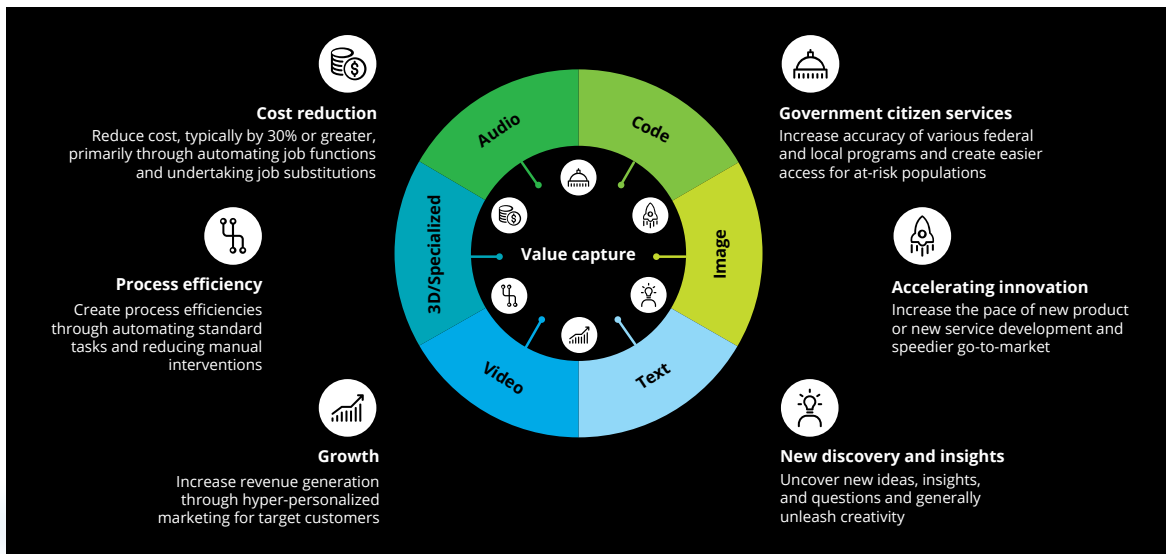 Cost reduction
Reduce cost, typically by 30% or greater,
primarily through automating job functions
and undertaking job substitutions
Process efficiency
Create process efficiencies
through automating standard
tasks and reducing manual
interventions
Growth
Increase revenue generation
through hyper-personalized
marketing for target customers
Audio
Code
3D/Specialized
Value capture
Image
Video
Text
Government citizen services
Increase accuracy of various federal
and local programs and create easier
access for at-risk populations
Accelerating innovation
Increase the pace of new product
or new service development and
speedier go-to-market
New discovery and insights
Uncover new ideas, insights,
and questions and generally
unleash creativity